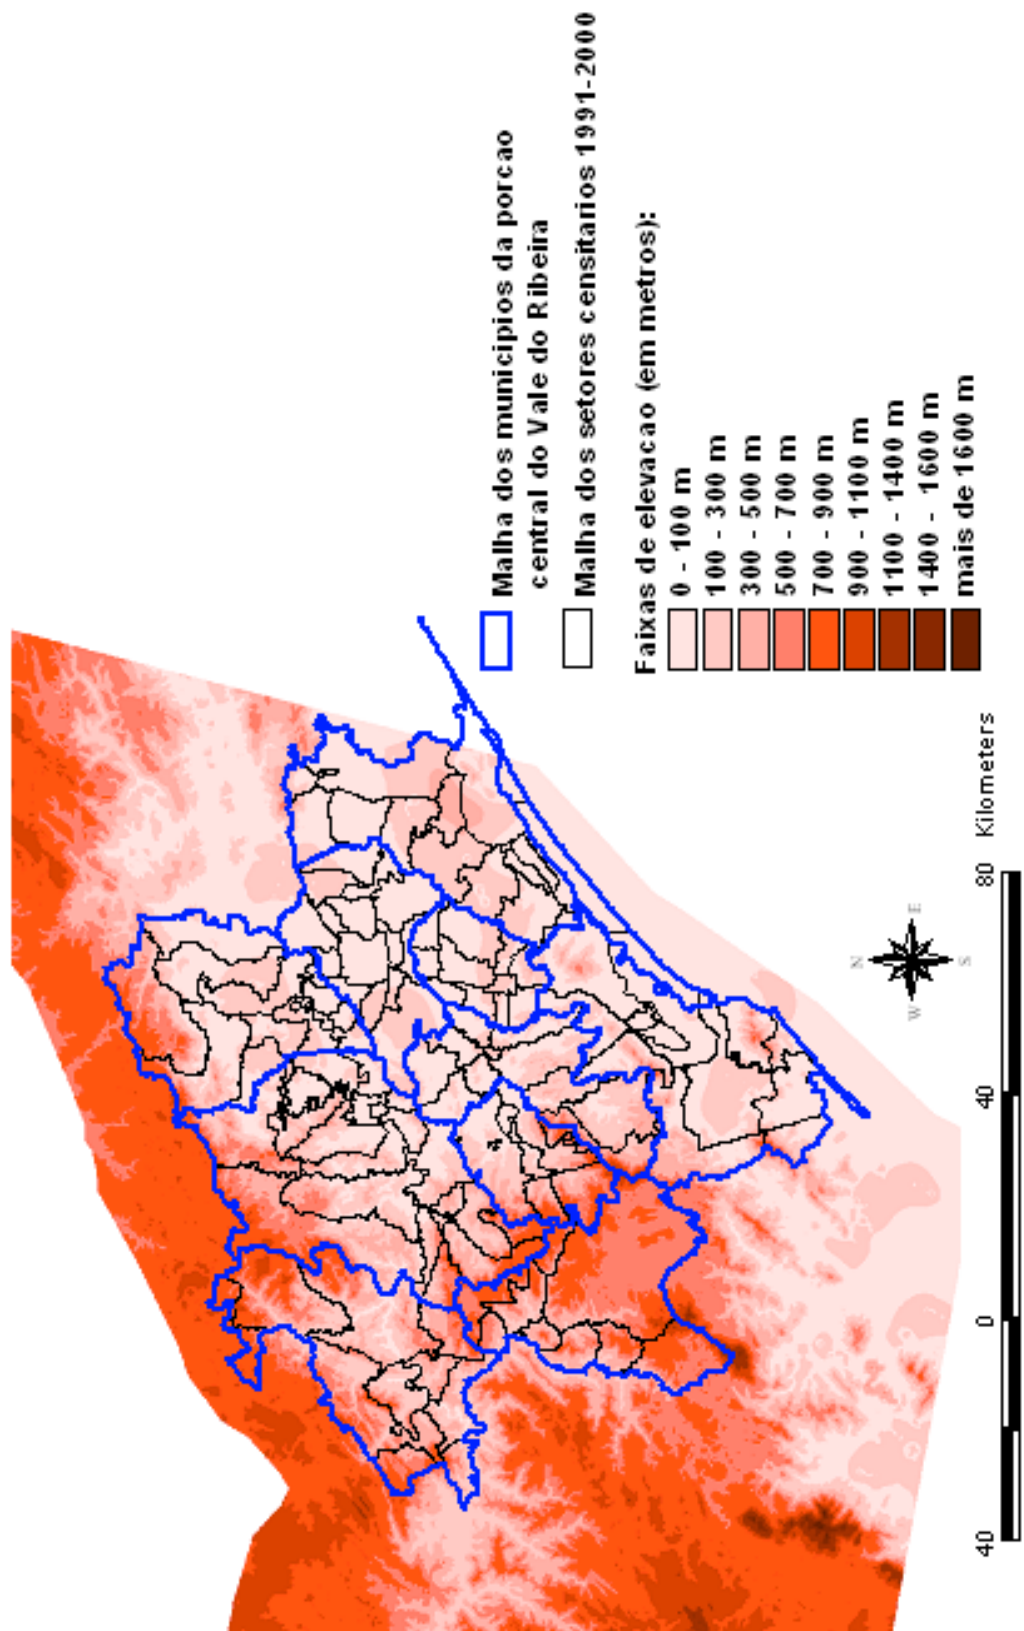 Malha dos municipios da porcao
central do Vale do Ribeira
Malha dos setores censitarios 1991-2000
Faixas de elevacao (em metros):
0 - 100 m
100 - 300 m
300 - 500 m
500 - 700 m
700 - 900 m
900 - 1100 m
1100 - 1400 m
1400 - 1600 m
mais de 1600 m
N
W
E
S
40
0
40
80
Kilometers